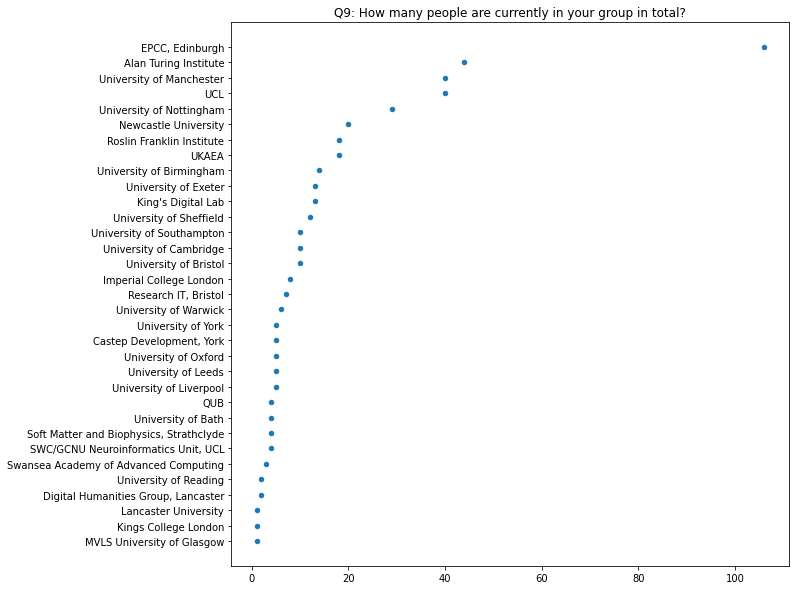 Q9: How many people are currently in your group in total?
EPCC, Edinburgh
Alan Turing Institute
University of Manchester
UCL
University of Nottingham
Newcastle University
Roslin Franklin Institute
UKAEA
University of Birmingham
University of Exeter
King's Digital Lab
University of Sheffield
University of Southampton
University of Cambridge
University of Bristol
Imperial College London
Research IT, Bristol
University of Warwick
University of York
Castep Development, York
University of Oxford
University of Leeds
University of Liverpool
QUB
University of Bath
Soft Matter and Biophysics, Strathclyde
SWC/GCNU Neuroinformatics Unit, UCL
Swansea Academy of Advanced Computing
University of Reading
Digital Humanities Group, Lancaster
Lancaster University
Kings College London
MVLS University of Glasgow
0 20 40 60 80 100